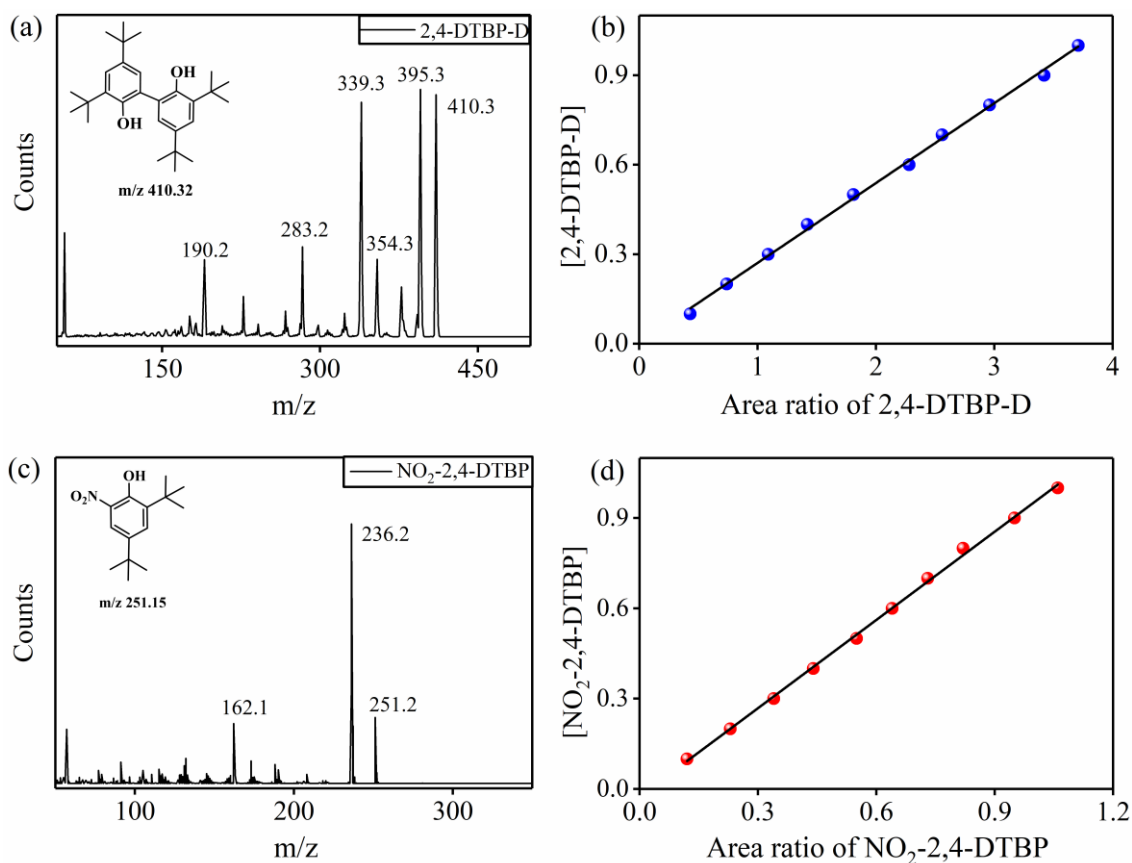 (a)
2,4-DTBP-D
OH
OH
m/z 410.32
190.2
283.2
339.3
354.3
395.3
410.3
Counts
150
300
450
m/z
(b)
[2,4-DTBP-D]
0.9
0.6
0.3
0.0
0
1
2
3
4
Area ratio of 2,4-DTBP-D
(c)
NO₂-2,4-DTBP
OH
O₂N
m/z 251.15
236.2
162.1
251.2
Counts
100
200
300
m/z
(d)
[NO₂-2,4-DTBP]
0.9
0.6
0.3
0.0
0.0
0.3
0.6
0.9
1.2
Area ratio of NO₂-2,4-DTBP